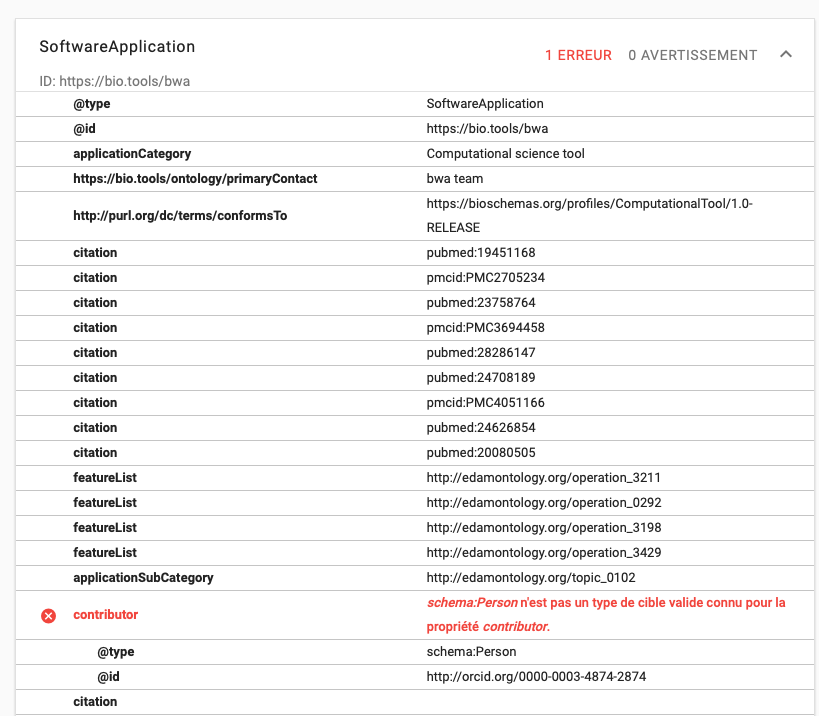 SoftwareApplication
1 ERREUR 0 AVERTISSEMENT
ID: https://bio.tools/bwa
@type SoftwareApplication
@id https://bio.tools/bwa
applicationCategory Computational science tool
https://bio.tools/ontology/primaryContact bwa team
http://purl.org/dc/terms/conformsTo https://bioschemas.org/profiles/ComputationalTool/1.0-
RELEASE
citation pubmed:19451168
citation pmcid:PMC2705234
citation pubmed:23758764
citation pmcid:PMC3694458
citation pubmed:28286147
citation pubmed:24708189
citation pmcid:PMC4051166
citation pubmed:24626854
citation pubmed:20080505
featureList http://edamontology.org/operation_3211
featureList http://edamontology.org/operation_0292
featureList http://edamontology.org/operation_3198
featureList http://edamontology.org/operation_3429
applicationSubCategory http://edamontology.org/topic_0102
contributor schema:Person n'est pas un type de cible valide connu pour la
propriété contributor.
@type schema:Person
@id http://orcid.org/0000-0003-4874-2874
citation